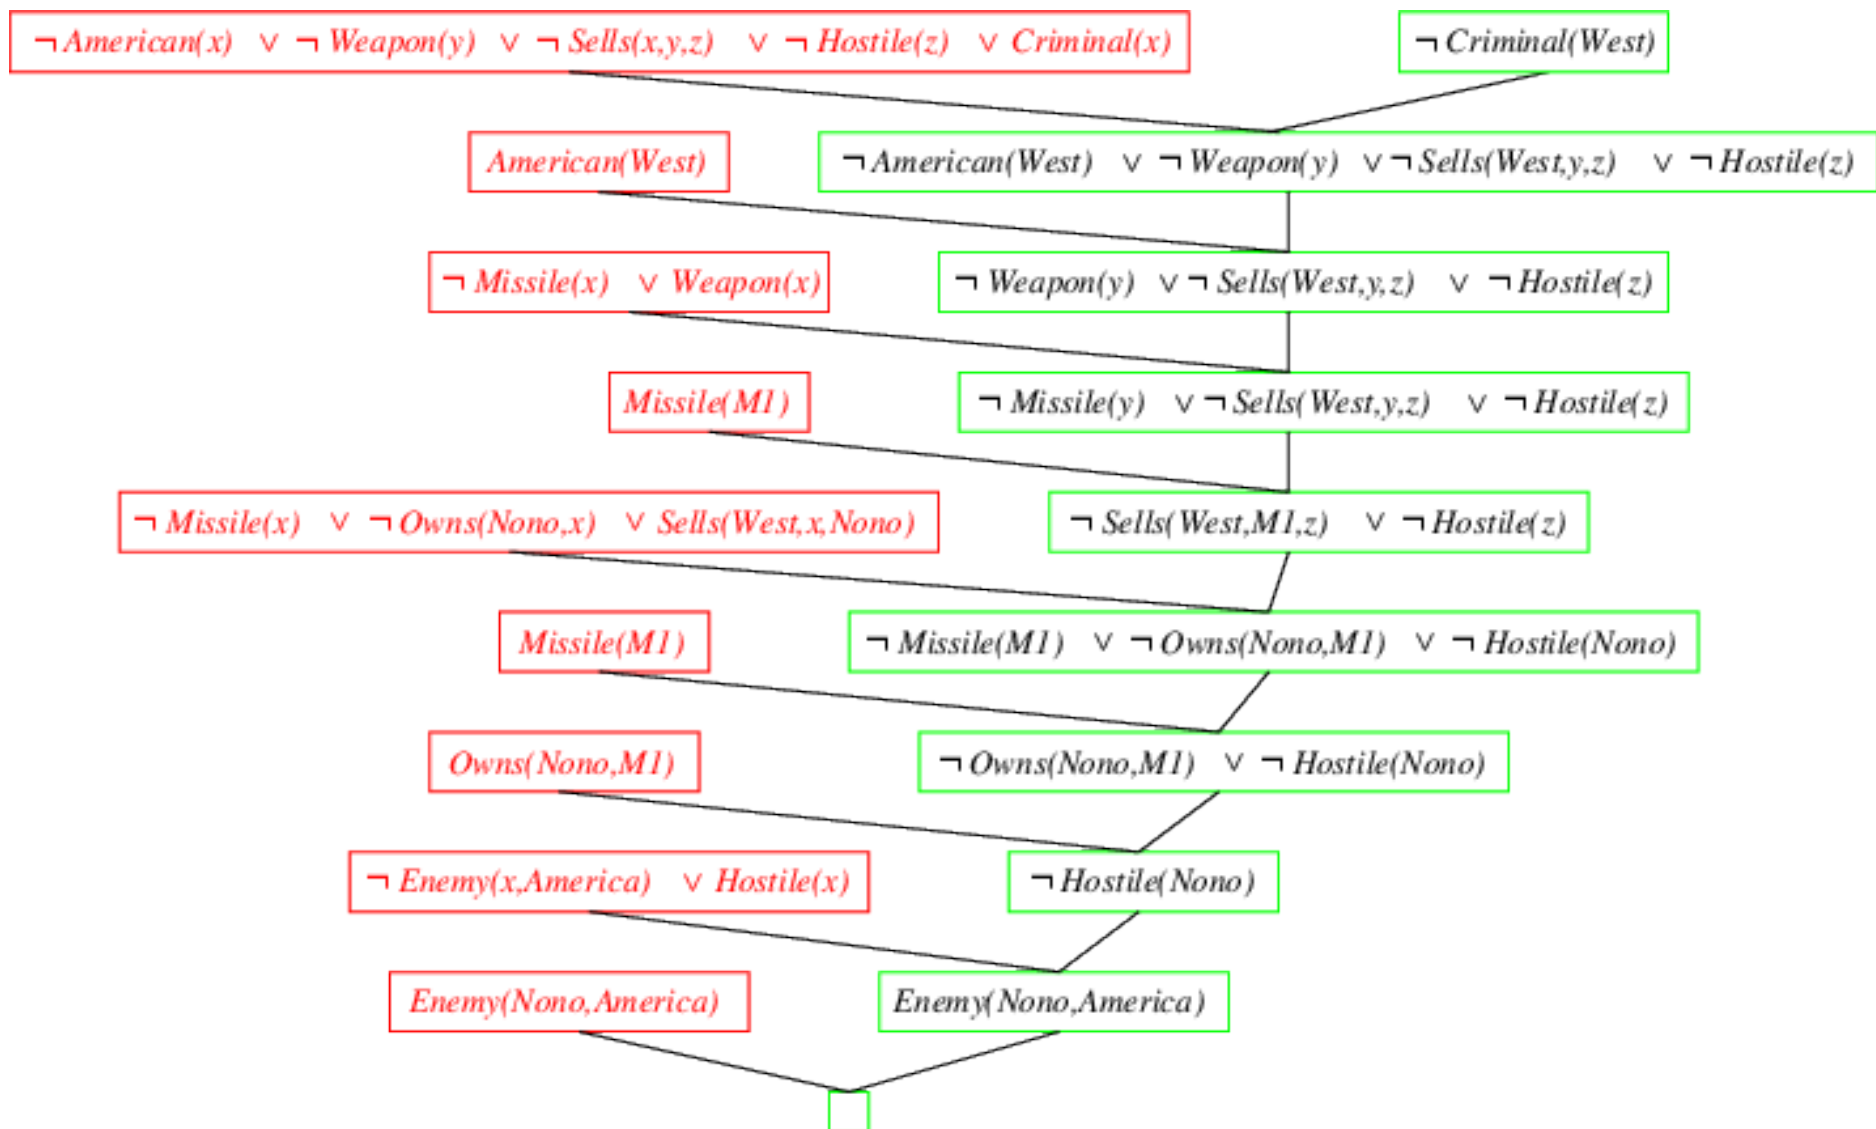 ¬ American(x) ∨ ¬ Weapon(y) ∨ ¬ Sells(x,y,z) ∨ ¬ Hostile(z) ∨ Criminal(x) ¬ Criminal(West)
American(West) ¬ American(West) ∨ ¬ Weapon(y) ∨ ¬ Sells(West,y,z) ∨ ¬ Hostile(z)
¬ Missile(x) ∨ Weapon(x) ¬ Weapon(y) ∨ ¬ Sells(West,y,z) ∨ ¬ Hostile(z)
Missile(M1) ¬ Missile(y) ∨ ¬ Sells(West,y,z) ∨ ¬ Hostile(z)
¬ Missile(x) ∨ ¬ Owns(Nono,x) ∨ Sells(West,x,Nono) ¬ Sells(West,M1,z) ∨ ¬ Hostile(z)
Missile(M1) ¬ Missile(M1) ∨ ¬ Owns(Nono,M1) ∨ ¬ Hostile(Nono)
Owns(Nono,M1) ¬ Owns(Nono,M1) ∨ ¬ Hostile(Nono)
¬ Enemy(x,America) ∨ Hostile(x) ¬ Hostile(Nono)
Enemy(Nono,America) Enemy(Nono,America)